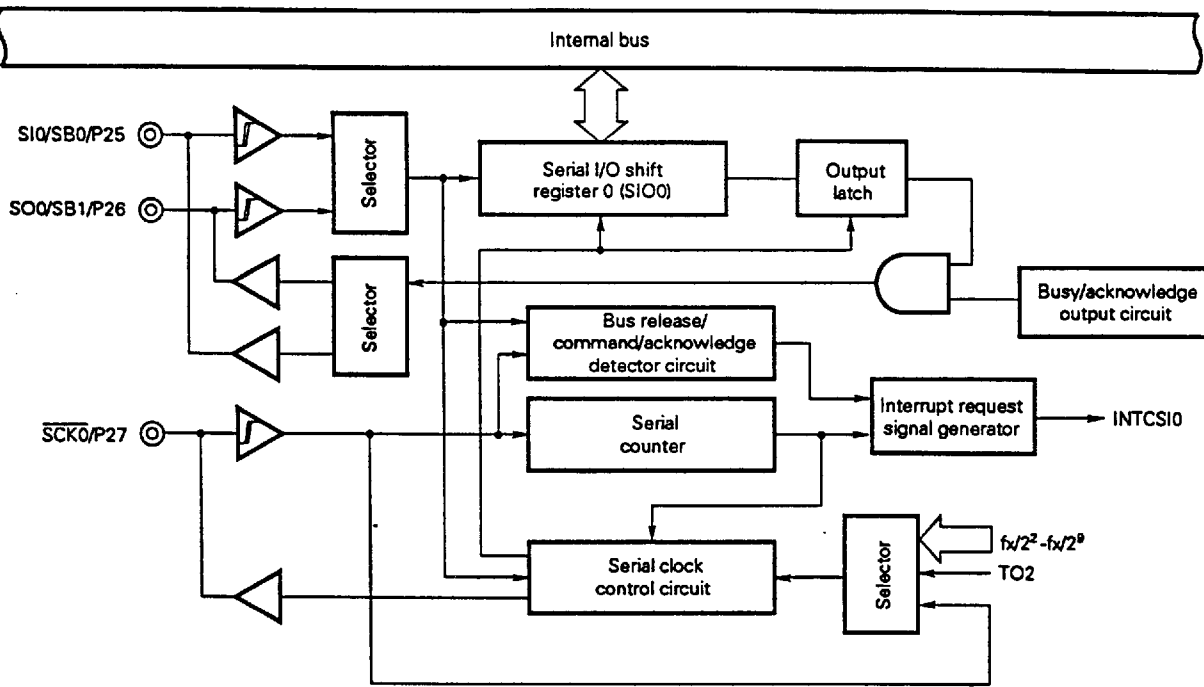 Internal bus
SI0/SB0/P25
Selector
Serial I/O shift
register 0 (SIO0)
Output
latch
SO0/SB1/P26
Selector
Busy/acknowledge
output circuit
Bus release/
command/acknowledge
detector circuit
SCK0/P27
Serial
counter
Interrupt request
signal generator
INTCSI0
Serial clock
control circuit
Selector
fx/2²-fx/2⁹
TO2